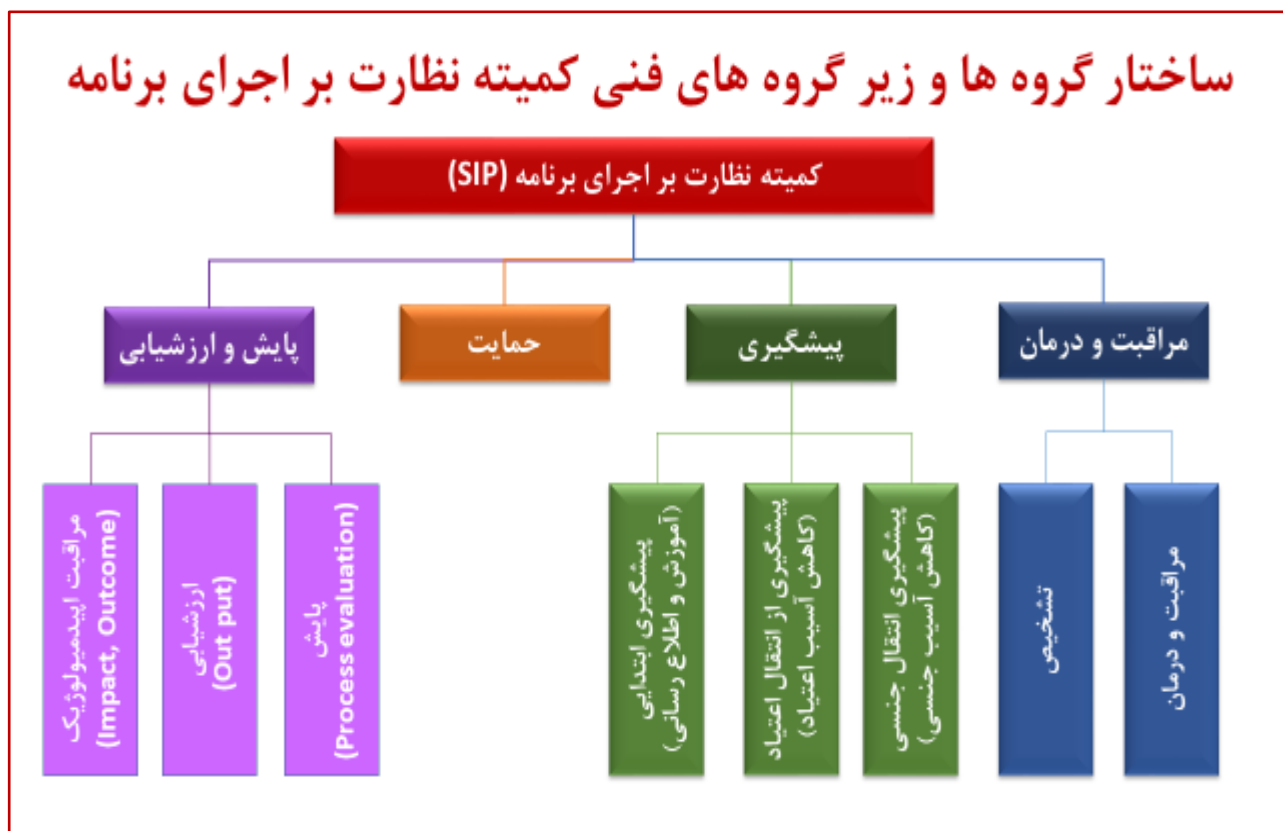 ساختار گروه ها و زیر گروه های فنی کمیته نظارت بر اجرای برنامه
کمیته نظارت بر اجرای برنامه (SIP)
مراقبت و درمان
پیشگیری
حمایت
پایش و ارزشیابی
مراقبت و درمان
تشخیص
پیشگیری انتقال جنسی
(کاهش آسیب جنسی)
پیشگیری از انتقال اعتیاد
(کاهش آسیب اعتیاد)
پیشگیری ابتدایی
(آموزش و اطلاع رسانی)
پایش
(Process evaluation)
ارزشیابی
(Out put)
مراقبت اپیدمیولوژیک
(Impact, Outcome)